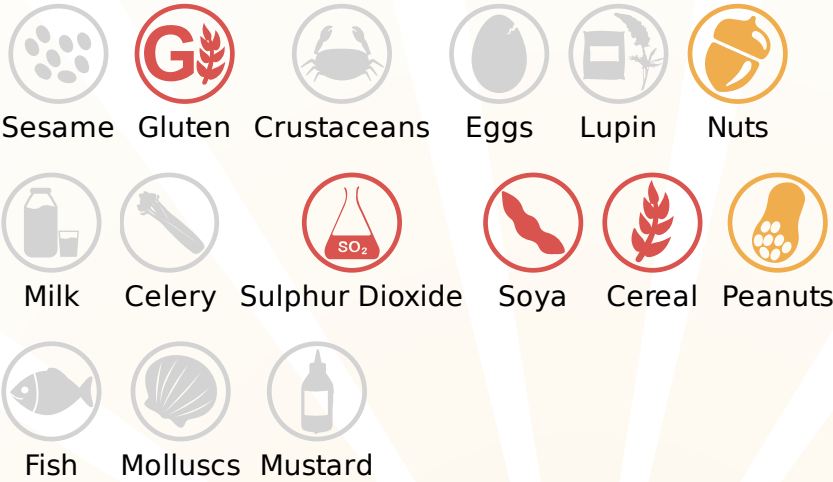 G
Sesame Gluten Crustaceans Eggs Lupin Nuts
SO₂
Milk Celery Sulphur Dioxide Soya Cereal Peanuts
Fish Molluscs Mustard